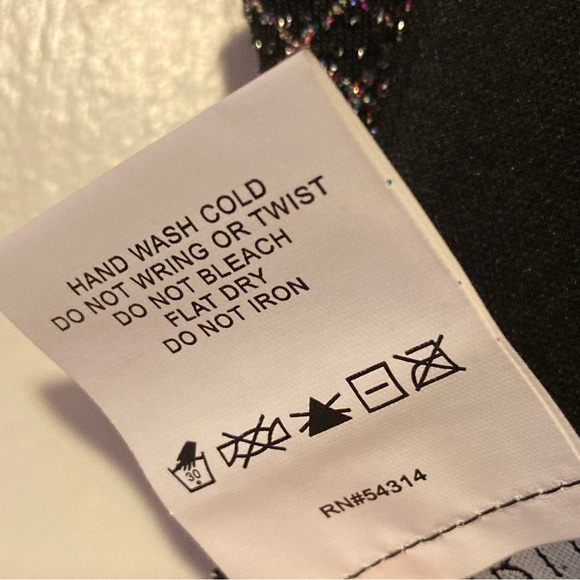 HAND WASH COLD
DO NOT WRING OR TWIST
DO NOT BLEACH
FLAT DRY
DO NOT IRON
30
RN#54314